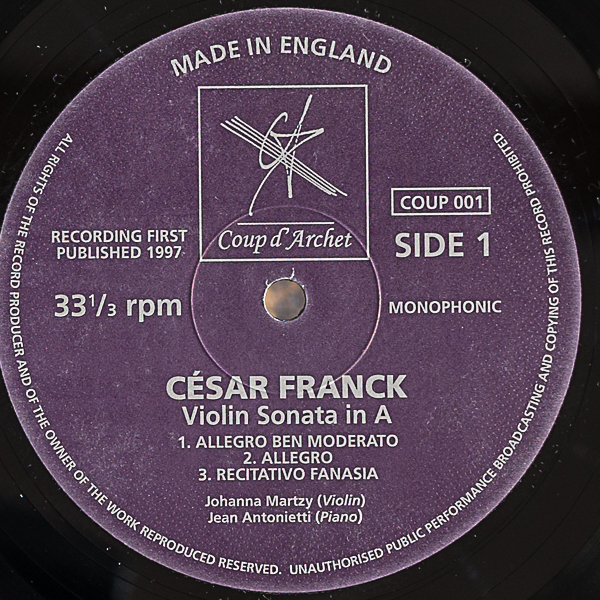 MADE IN ENGLAND
Coup d'Archet
COUP 001
RECORDING FIRST
PUBLISHED 1997
SIDE 1
33 1/3 rpm
MONOPHONIC
CÉSAR FRANCK
Violin Sonata in A
1. ALLEGRO BEN MODERATO
2. ALLEGRO
3. RECITATIVO FANASIA
Johanna Martzy (Violin)
Jean Antonietti (Piano)
ALL RIGHTS OF THE RECORD PRODUCER AND OF THE OWNER OF THE WORK REPRODUCED RESERVED. UNAUTHORISED PUBLIC PERFORMANCE BROADCASTING AND COPYING OF THIS RECORD PROHIBITED.